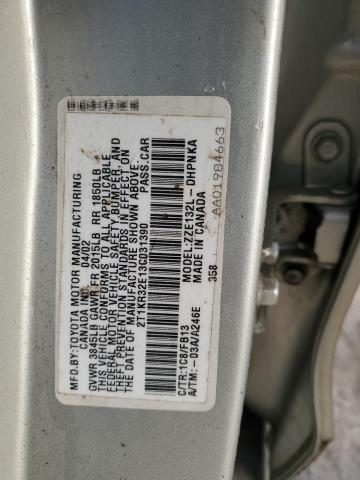 MFD.BY:TOYOTA MOTOR MANUFACTURING
CANADA INC. 04/02
GVWR 3845LB GAWR FR 2015LB RR 1850LB
THIS VEHICLE CONFORMS TO ALL APPLICABLE
FEDERAL MOTOR VEHICLE SAFETY, BUMPER, AND
THEFT PREVENTION STANDARDS IN EFFECT ON
THE DATE OF MANUFACTURE SHOWN ABOVE.
2T1KR32E13C031390 PASS.CAR
C/TR:1C8/FB13 MODEL:ZZE132L-DHPNKA
A/TM:-03A/A246E MADE IN CANADA
358
AA01984663